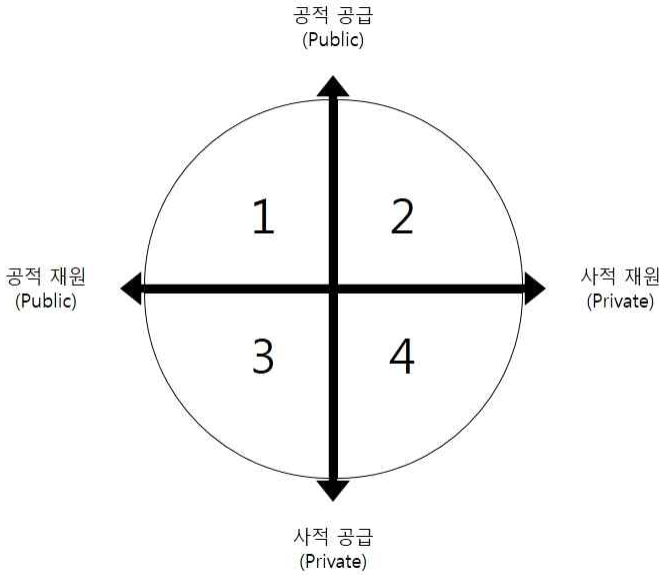 공적 공급
(Public)
1
2
공적 재원
(Public)
사적 재원
(Private)
3
4
사적 공급
(Private)